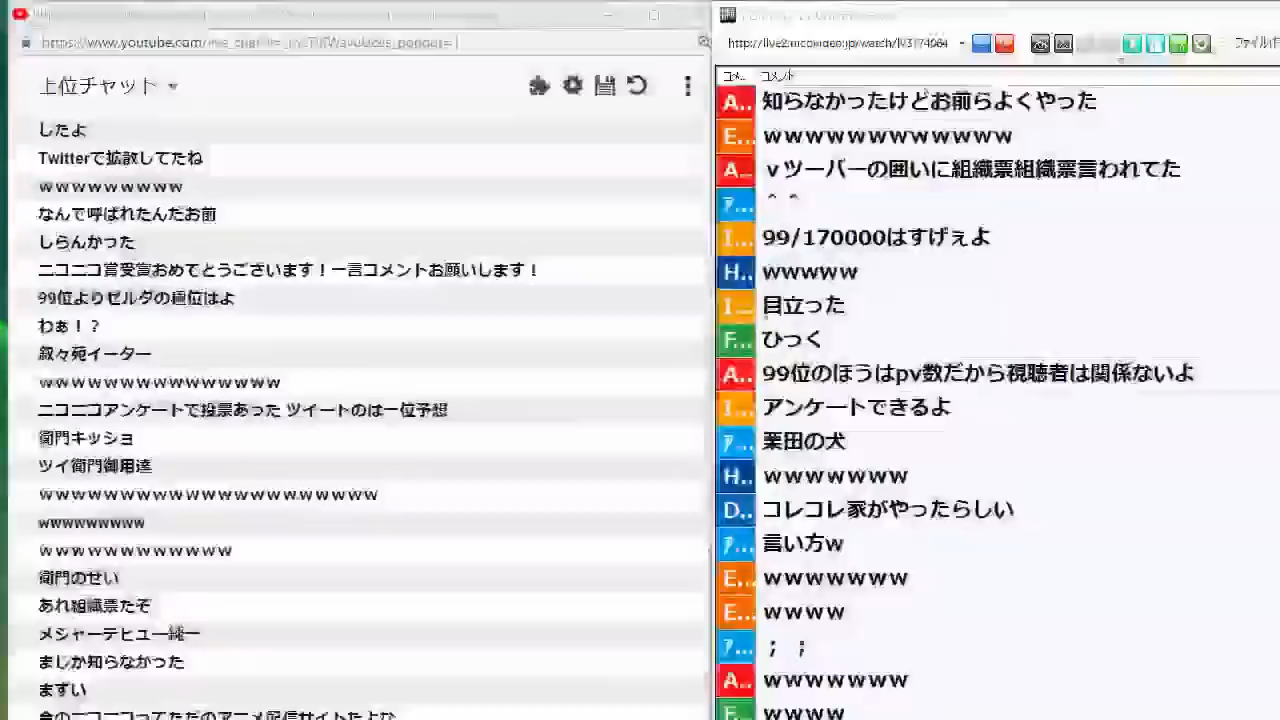 上位チャット
したよ
Twitterで拡散してたね
ｗｗｗｗｗｗｗｗｗ
なんで呼ばれたんだお前
しらんかった
ニコニコ賞受賞おめでとうございます！一言コメントお願いします！
99位よりゼルダの順位はよ
わぁ！？
叙々苑イーター
ｗｗｗｗｗｗｗｗｗｗｗｗｗｗｗ
ニコニコアンケートで投票あった ツイートのは一位予想
衛門キッショ
ツイ衛門御用達
ｗｗｗｗｗｗｗｗｗｗｗｗｗｗｗｗｗｗｗｗｗ
wwwwwwwww
ｗｗｗｗｗｗｗｗｗｗｗｗ
衛門のせい
あれ組織票だぞ
メジャーデビュー
まじか知らなかった
まずい
https://www.youtube.com/
コメ..
コメント
A.. 知らなかったけどお前らよくやった
E... ｗｗｗｗｗｗｗｗｗｗｗｗ
A... ｖツーバーの囲いに組織票組織票言われてた
ア... ＾ ＾
I... 99/170000はすげぇよ
H.. wwwww
I... 目立った
F... ひっく
A.. 99位のほうはpv数だから視聴者は関係ないよ
I... アンケートできるよ
ア... 栗田の犬
H.. ｗｗｗｗｗｗｗ
D.. コレコレ家がやったらしい
ア... 言い方w
E... ｗｗｗｗｗｗｗ
E... ｗｗｗｗ
ア... ； ；
A.. ｗｗｗｗｗｗｗ
F... ｗｗｗｗ